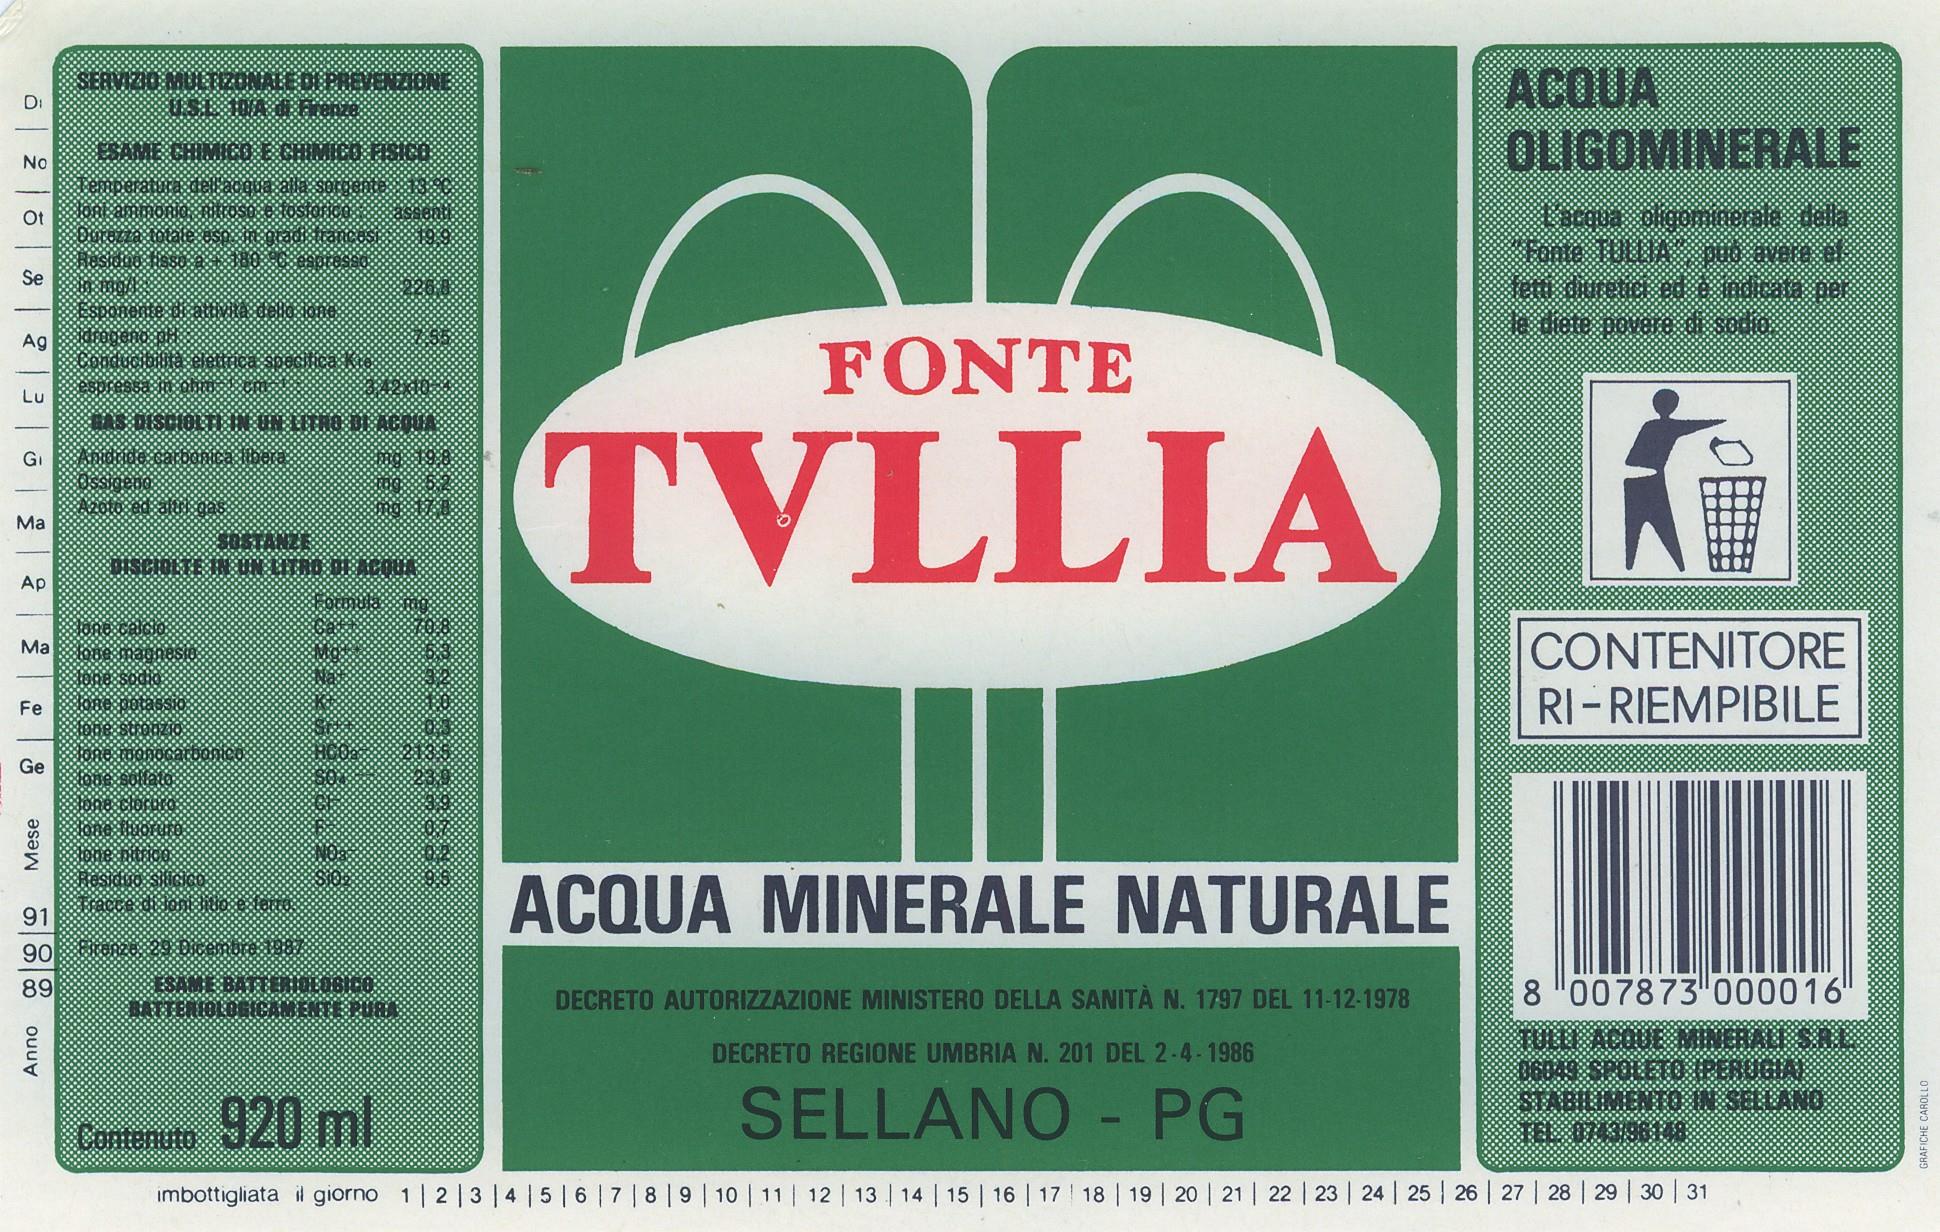 Di
No
Ot
Se
Ag
Lu
Gi
Ma
Ap
Ma
Fe
Ge
Mese
91
90
89
Anno
SERVIZIO MULTIZONALE DI PREVENZIONE
U.S.L. 10/A di Firenze
ESAME CHIMICO E CHIMICO FISICO
Temperatura dell'acqua alla sorgente : 13 °C
Ioni ammonio, nitroso e fosforico : assenti
Durezza totale esp. in gradi francesi : 19,9
Residuo fisso a + 180 °C espresso
in mg/l : 226,8
Esponente di attività dello ione
idrogeno pH : 7,55
Conducibilità elettrica specifica K₁₈
espressa in ohm⁻¹ cm⁻¹ : 3,42x10⁻⁴
GAS DISCIOLTI IN UN LITRO DI ACQUA
Anidride carbonica libera mg 19,8
Ossigeno mg 5,2
Azoto ed altri gas mg 17,8
SOSTANZE
DISCIOLTE IN UN LITRO DI ACQUA
Formula mg
Ione calcio Ca⁺⁺ 70,8
Ione magnesio Mg⁺⁺ 5,3
Ione sodio Na⁺ 3,2
Ione potassio K⁺ 1,0
Ione stronzio Sr⁺⁺ 0,3
Ione monocarbonico HCO₃⁻ 213,5
Ione solfato SO₄⁻⁻ 23,9
Ione cloruro Cl⁻ 3,9
Ione fluoruro F⁻ 0,7
Ione nitrico NO₃⁻ 0,2
Residuo silicico SiO₂ 9,5
Tracce di ioni litio e ferro.
Firenze, 29 Dicembre 1987
ESAME BATTERIOLOGICO
BATTERIOLOGICAMENTE PURA
Contenuto 920 ml
FONTE
TVLLIA
ACQUA MINERALE NATURALE
DECRETO AUTORIZZAZIONE MINISTERO DELLA SANITÀ N. 1797 DEL 11-12-1978
DECRETO REGIONE UMBRIA N. 201 DEL 2-4-1986
SELLANO - PG
ACQUA
OLIGOMINERALE
L'acqua oligominerale della
"Fonte TULLIA", può avere ef-
fetti diuretici ed è indicata per
le diete povere di sodio.
CONTENITORE
RI-RIEMPIBILE
8 007873 000016
TULLI ACQUE MINERALI S.R.L.
06049 SPOLETO (PERUGIA)
STABILIMENTO IN SELLANO
TEL. 0743/96148
GRAFICHE CAROLLO
imbottigliata il giorno 1 | 2 | 3 | 4 | 5 | 6 | 7 | 8 | 9 | 10 | 11 | 12 | 13 | 14 | 15 | 16 | 17 | 18 | 19 | 20 | 21 | 22 | 23 | 24 | 25 | 26 | 27 | 28 | 29 | 30 | 31